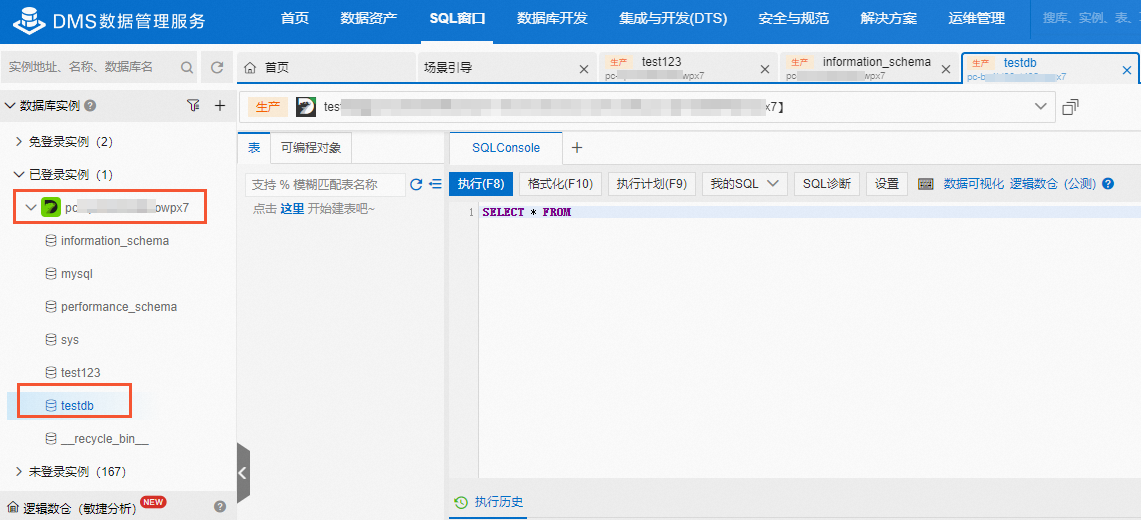 DMS数据管理服务
首页 数据资产 SQL窗口 数据库开发 集成与开发(DTS) 安全与规范 解决方案 运维管理 搜库、实例、表、
实例地址、名称、数据库名
首页
场景引导
生产 test123
pc- wpx7
生产 information_schema
pc- wpx7
生产 testdb
pc- x7
数据库实例
免登录实例 (2)
已登录实例 (1)
pc- owpx7
information_schema
mysql
performance_schema
sys
test123
testdb
__recycle_bin__
未登录实例 (167)
逻辑数仓 (敏捷分析) NEW
生产 tes x7】
表 可编程对象
支持 % 模糊匹配表名称
点击 这里 开始建表吧~
SQLConsole
执行(F8) 格式化(F10) 执行计划(F9) 我的SQL SQL诊断 设置 数据可视化 逻辑数仓 (公测)
1 SELECT * FROM
执行历史